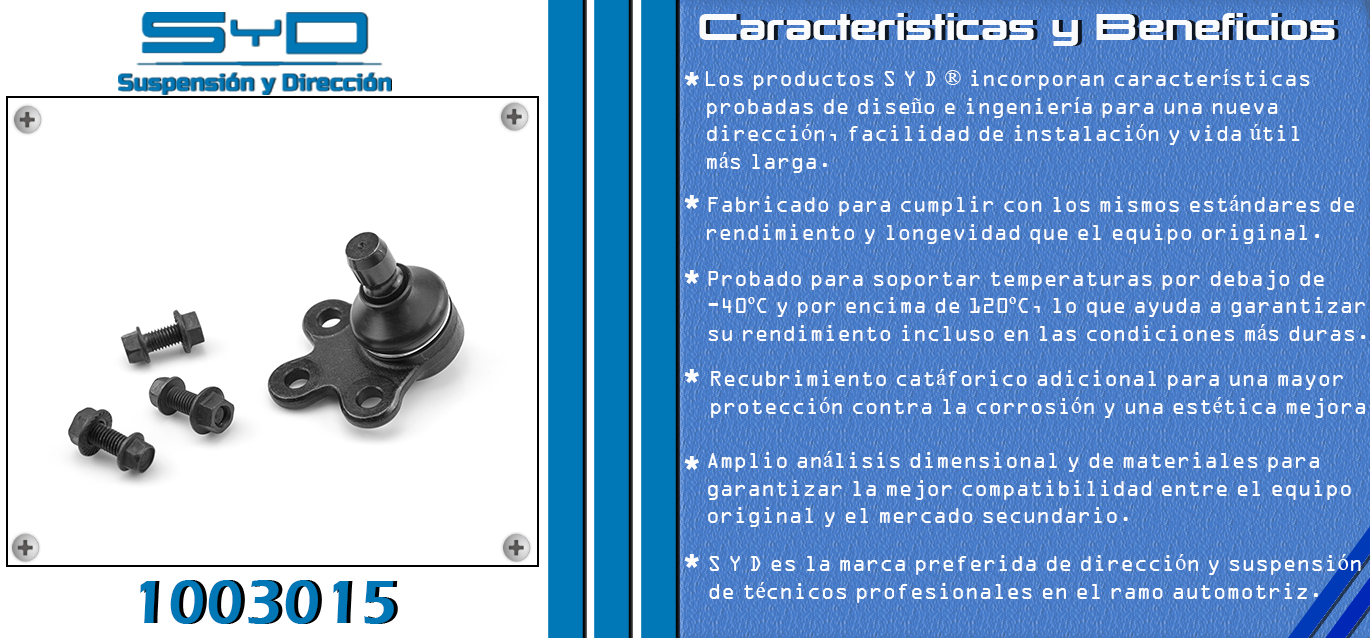 SYD
Suspensión y Dirección
1003015
Caracteristicas y Beneficios
* Los productos S Y D ® incorporan características
probadas de diseño e ingeniería para una nueva
dirección, facilidad de instalación y vida útil
más larga.
* Fabricado para cumplir con los mismos estándares de
rendimiento y longevidad que el equipo original.
* Probado para soportar temperaturas por debajo de
-40°C y por encima de 120°C, lo que ayuda a garantizar
su rendimiento incluso en las condiciones más duras.
* Recubrimiento catáforico adicional para una mayor
protección contra la corrosión y una estética mejora
* Amplio análisis dimensional y de materiales para
garantizar la mejor compatibilidad entre el equipo
original y el mercado secundario.
* S Y D es la marca preferida de dirección y suspensión
de técnicos profesionales en el ramo automotriz.